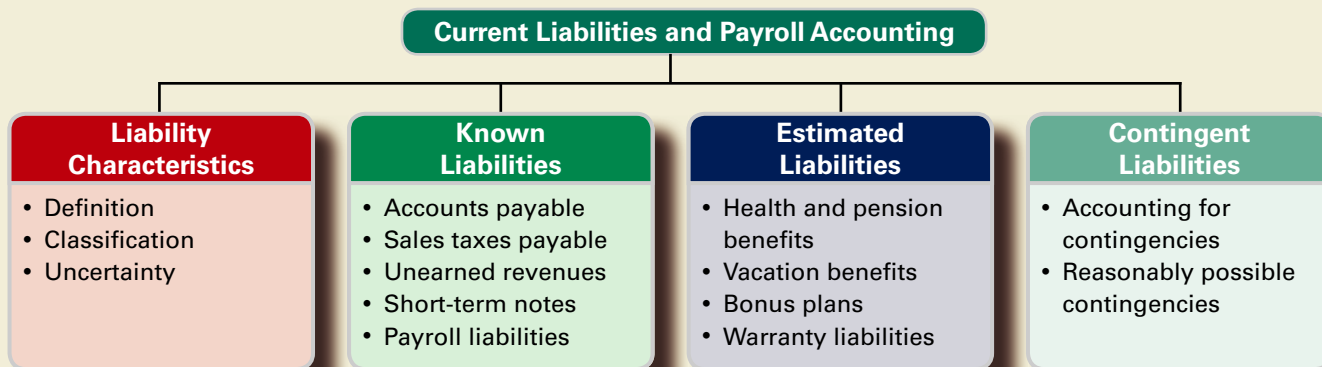 Current Liabilities and Payroll Accounting
Liability
Characteristics
• Definition
• Classification
• Uncertainty
Known
Liabilities
• Accounts payable
• Sales taxes payable
• Unearned revenues
• Short-term notes
• Payroll liabilities
Estimated
Liabilities
• Health and pension
benefits
• Vacation benefits
• Bonus plans
• Warranty liabilities
Contingent
Liabilities
• Accounting for
contingencies
• Reasonably possible
contingencies